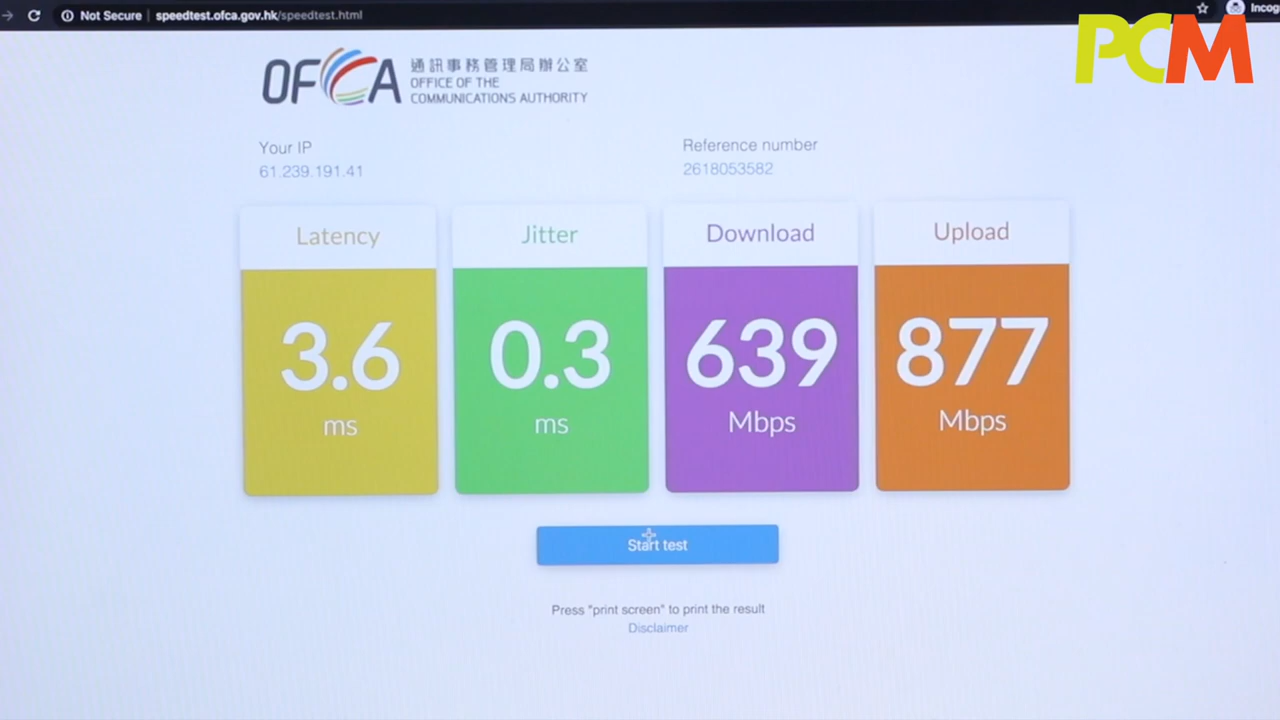 Not Secure | speedtest.ofca.gov.hk/speedtest.html
Incog
PCM
OFCA 通訊事務管理局辦公室
OFFICE OF THE
COMMUNICATIONS AUTHORITY
Your IP
61.239.191.41
Reference number
2618053582
Latency
3.6
ms
Jitter
0.3
ms
Download
639
Mbps
Upload
877
Mbps
Start test
Press "print screen" to print the result
Disclaimer